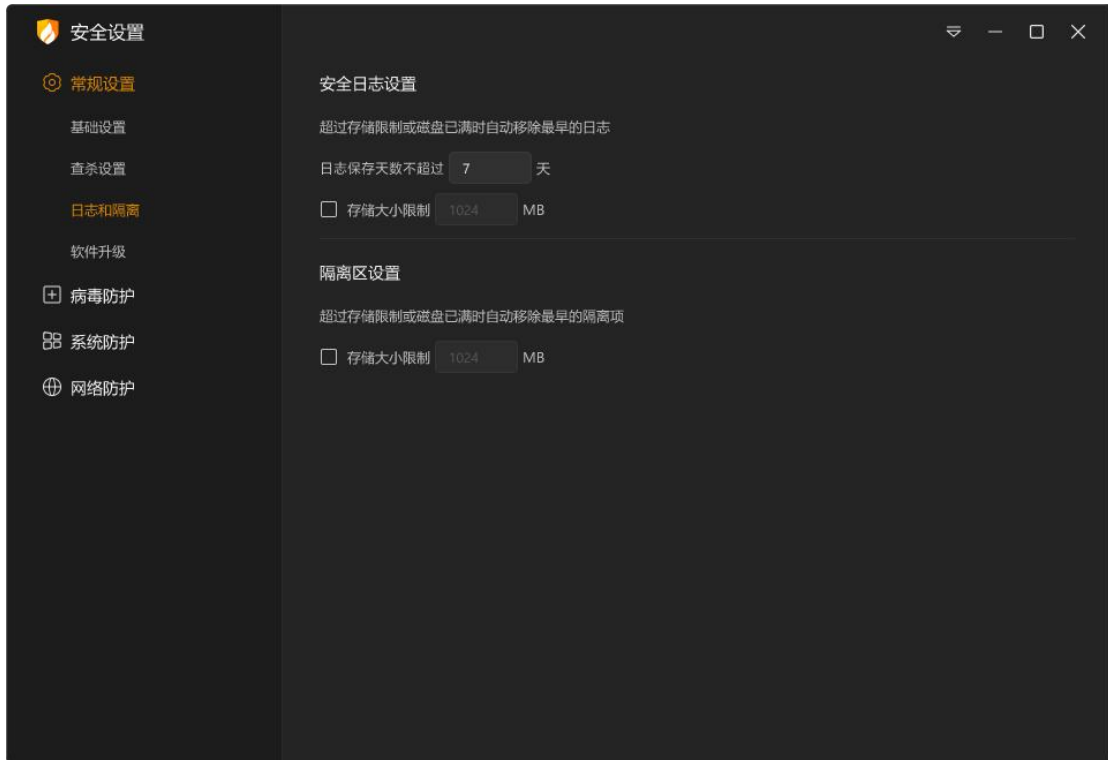 安全设置
常规设置
基础设置
查杀设置
日志和隔离
软件升级
病毒防护
系统防护
网络防护
安全日志设置
超过存储限制或磁盘已满时自动移除最早的日志
日志保存天数不超过 7 天
存储大小限制 1024 MB
隔离区设置
超过存储限制或磁盘已满时自动移除最早的隔离项
存储大小限制 1024 MB